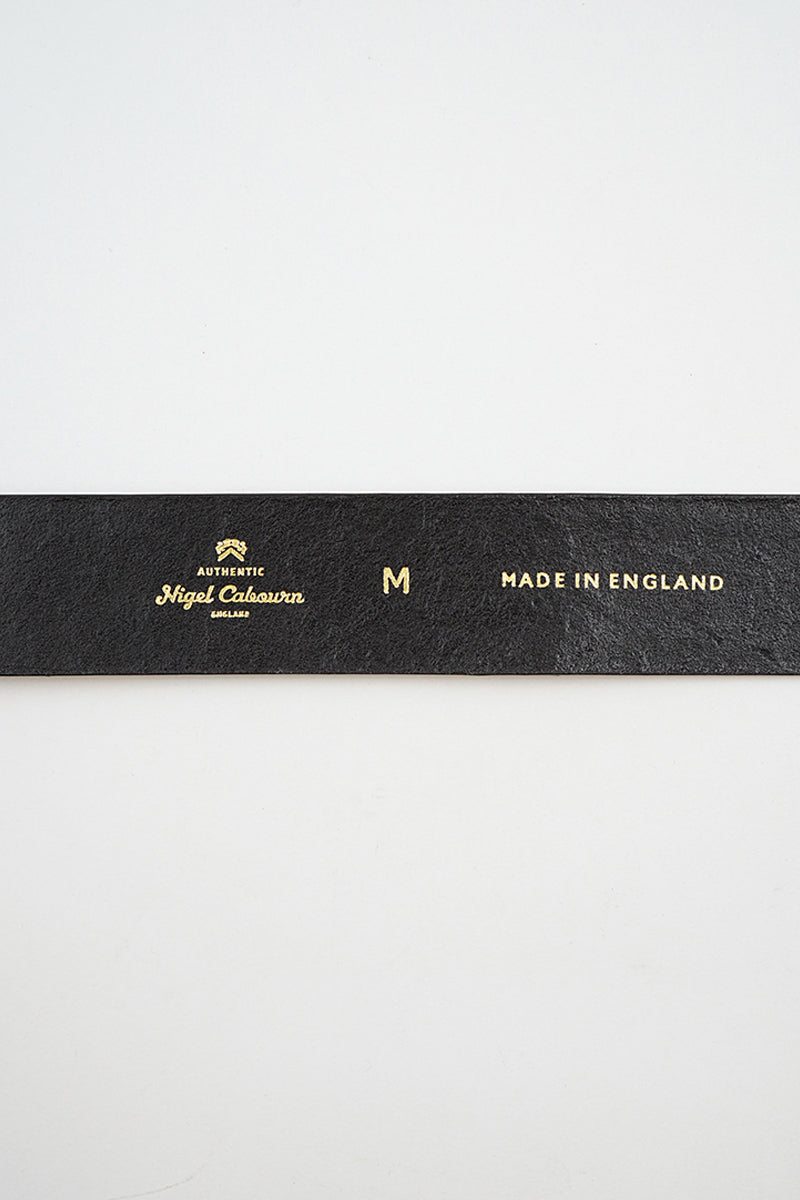 AUTHENTIC
Nigel Cabourn
ENGLAND
M
MADE IN ENGLAND